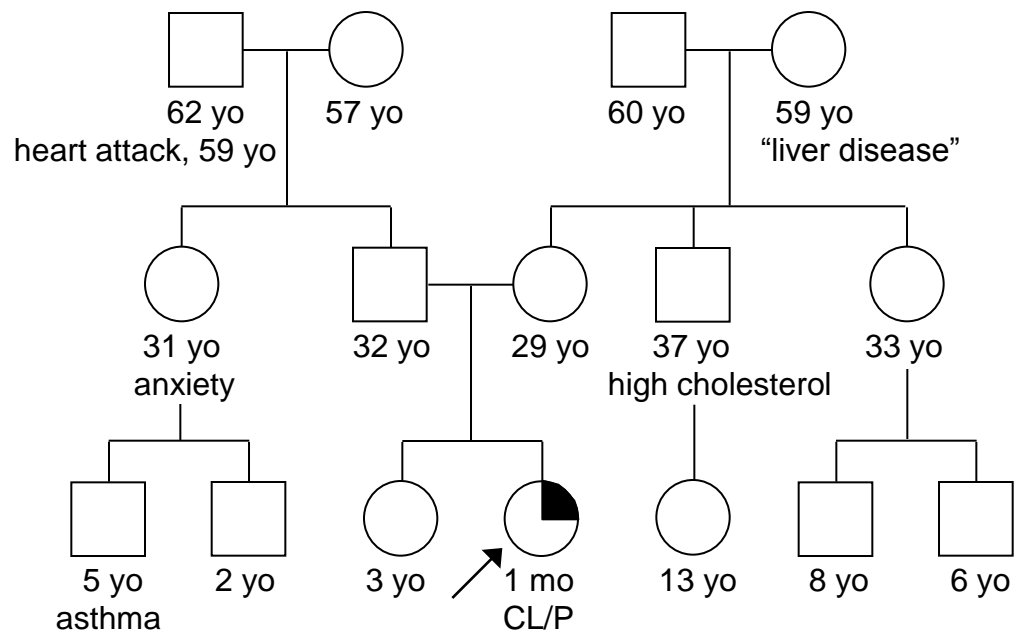 62 yo
57 yo
60 yo
59 yo
heart attack, 59 yo
“liver disease”
31 yo
32 yo
29 yo
37 yo
33 yo
anxiety
high cholesterol
5 yo
2 yo
3 yo
1 mo
13 yo
8 yo
6 yo
asthma
CL/P